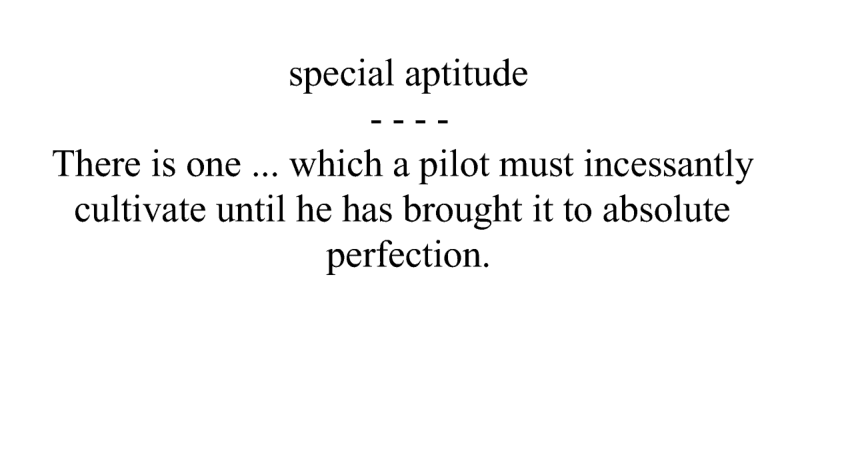 special aptitude
- - - -
There is one ... which a pilot must incessantly
cultivate until he has brought it to absolute
perfection.